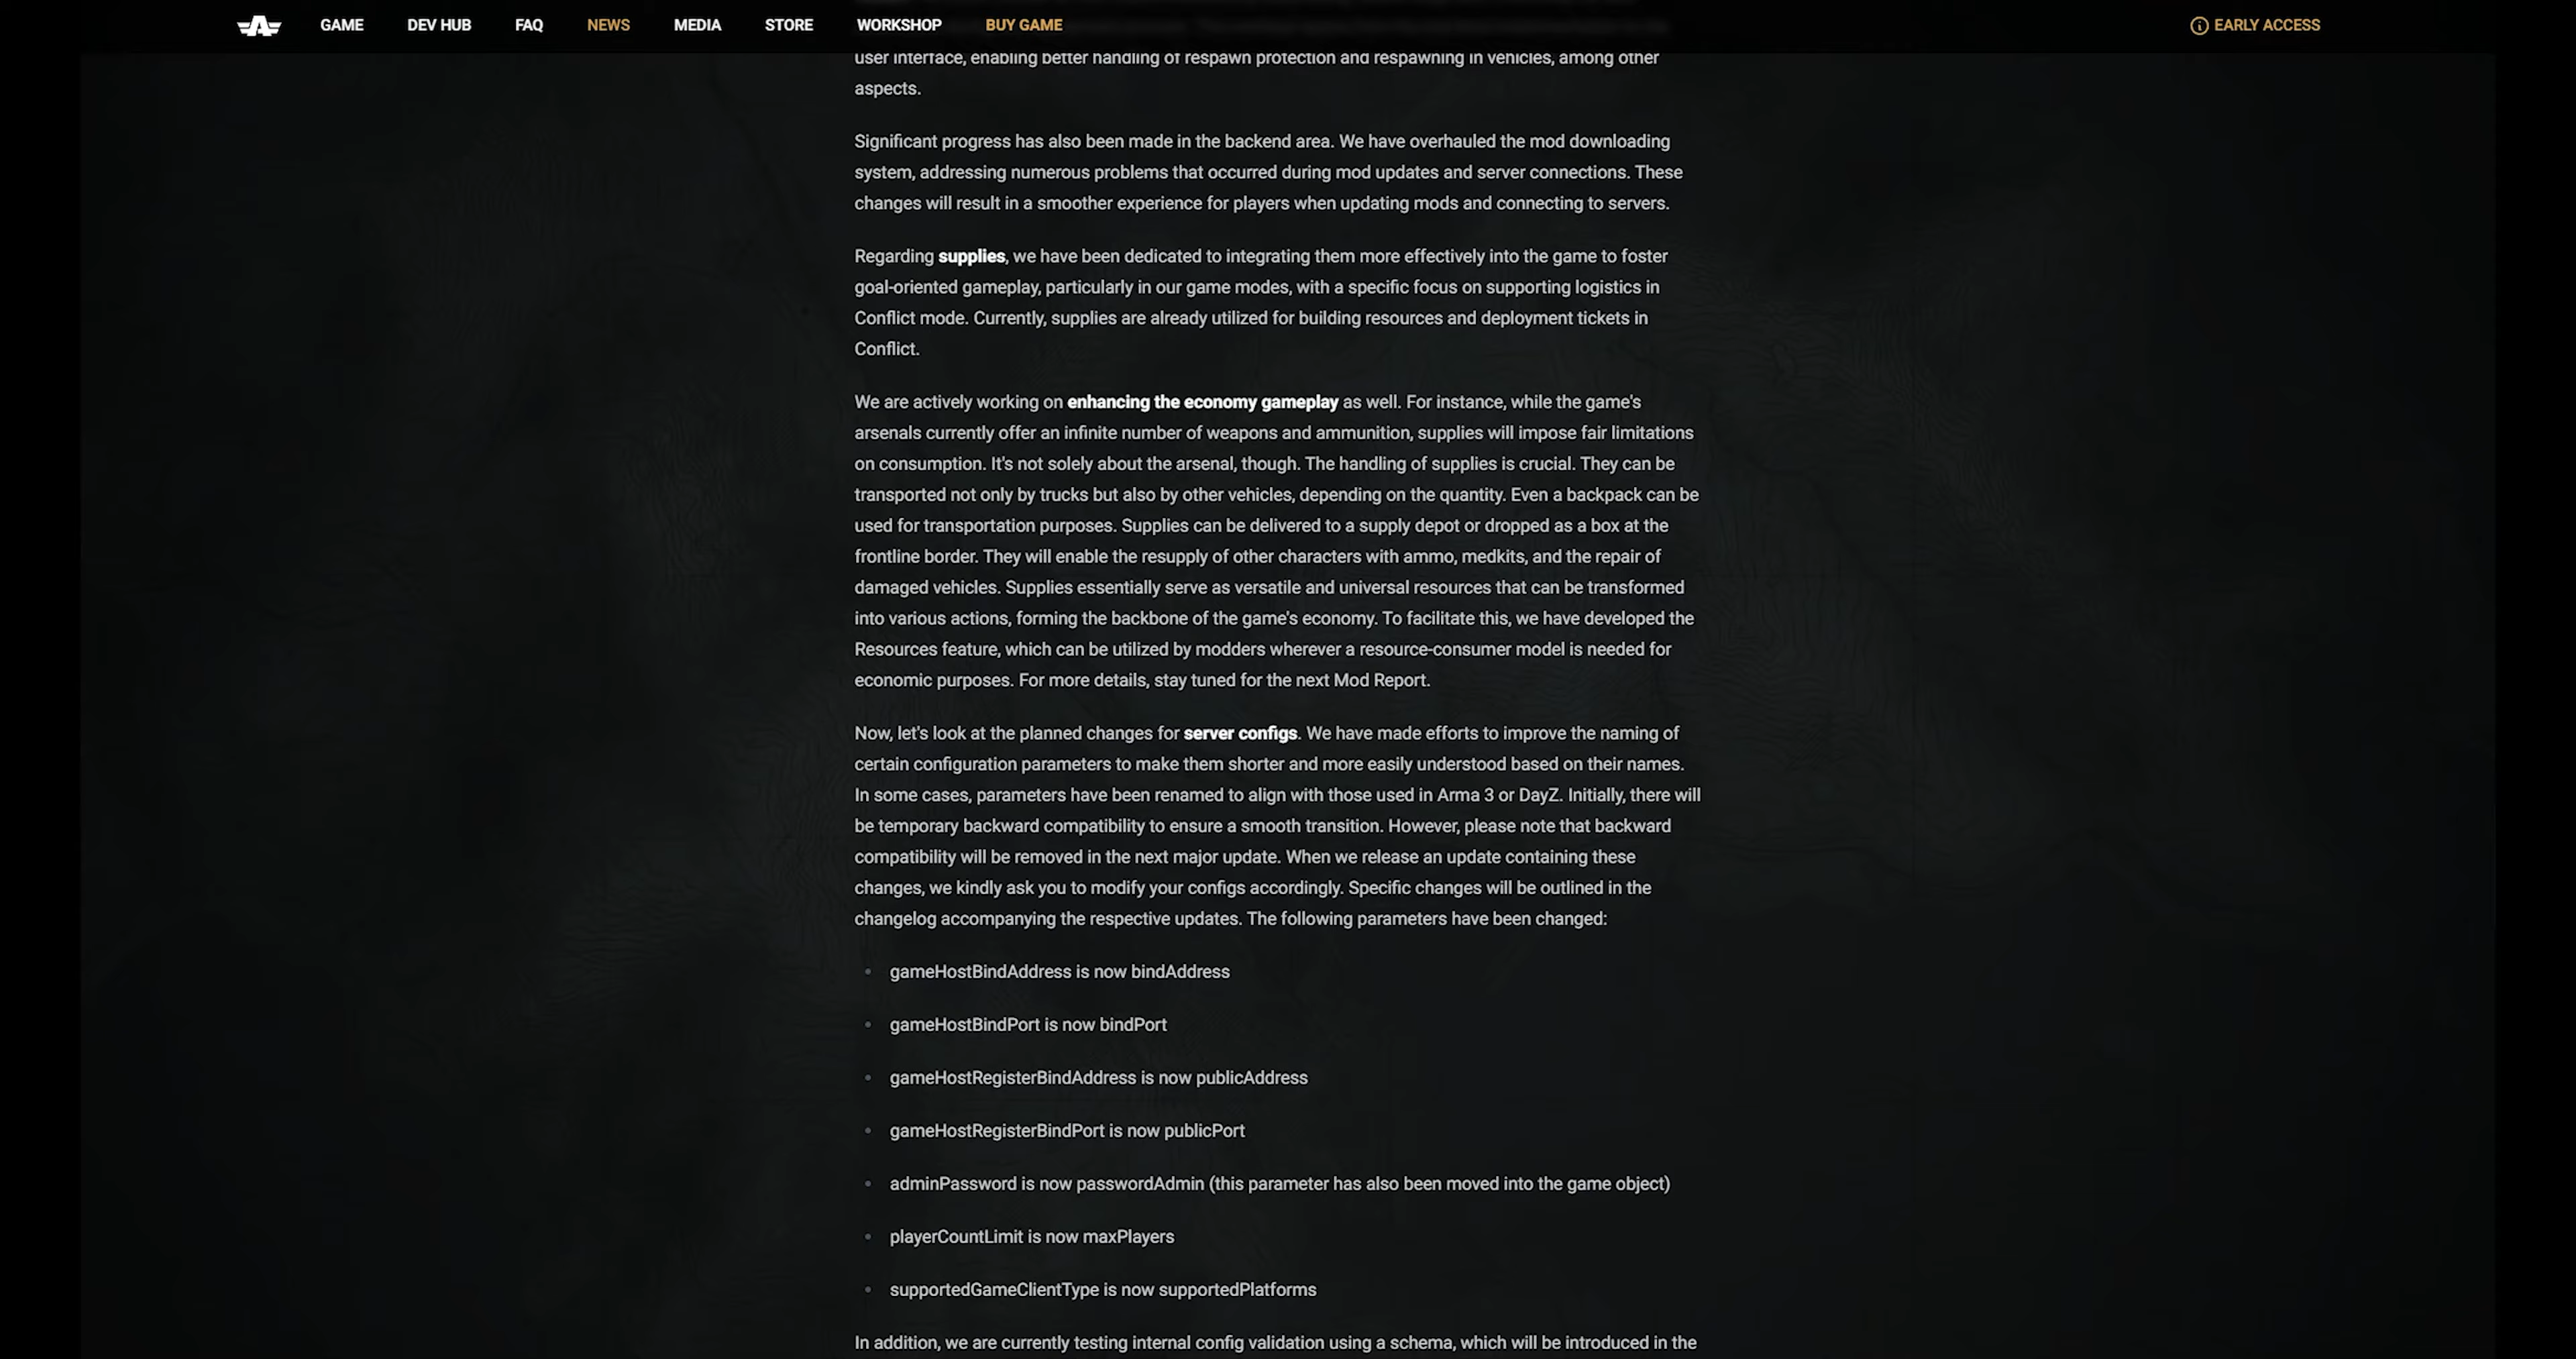 GAME DEV HUB FAQ NEWS MEDIA STORE WORKSHOP BUY GAME EARLY ACCESS
user interface, enabling better handling of respawn protection and respawning in vehicles, among other
aspects.
Significant progress has also been made in the backend area. We have overhauled the mod downloading
system, addressing numerous problems that occurred during mod updates and server connections. These
changes will result in a smoother experience for players when updating mods and connecting to servers.
Regarding supplies, we have been dedicated to integrating them more effectively into the game to foster
goal-oriented gameplay, particularly in our game modes, with a specific focus on supporting logistics in
Conflict mode. Currently, supplies are already utilized for building resources and deployment tickets in
Conflict.
We are actively working on enhancing the economy gameplay as well. For instance, while the game's
arsenals currently offer an infinite number of weapons and ammunition, supplies will impose fair limitations
on consumption. It's not solely about the arsenal, though. The handling of supplies is crucial. They can be
transported not only by trucks but also by other vehicles, depending on the quantity. Even a backpack can be
used for transportation purposes. Supplies can be delivered to a supply depot or dropped as a box at the
frontline border. They will enable the resupply of other characters with ammo, medkits, and the repair of
damaged vehicles. Supplies essentially serve as versatile and universal resources that can be transformed
into various actions, forming the backbone of the game's economy. To facilitate this, we have developed the
Resources feature, which can be utilized by modders wherever a resource-consumer model is needed for
economic purposes. For more details, stay tuned for the next Mod Report.
Now, let's look at the planned changes for server configs. We have made efforts to improve the naming of
certain configuration parameters to make them shorter and more easily understood based on their names.
In some cases, parameters have been renamed to align with those used in Arma 3 or DayZ. Initially, there will
be temporary backward compatibility to ensure a smooth transition. However, please note that backward
compatibility will be removed in the next major update. When we release an update containing these
changes, we kindly ask you to modify your configs accordingly. Specific changes will be outlined in the
changelog accompanying the respective updates. The following parameters have been changed:
• gameHostBindAddress is now bindAddress
• gameHostBindPort is now bindPort
• gameHostRegisterBindAddress is now publicAddress
• gameHostRegisterBindPort is now publicPort
• adminPassword is now passwordAdmin (this parameter has also been moved into the game object)
• playerCountLimit is now maxPlayers
• supportedGameClientType is now supportedPlatforms
In addition, we are currently testing internal config validation using a schema, which will be introduced in the